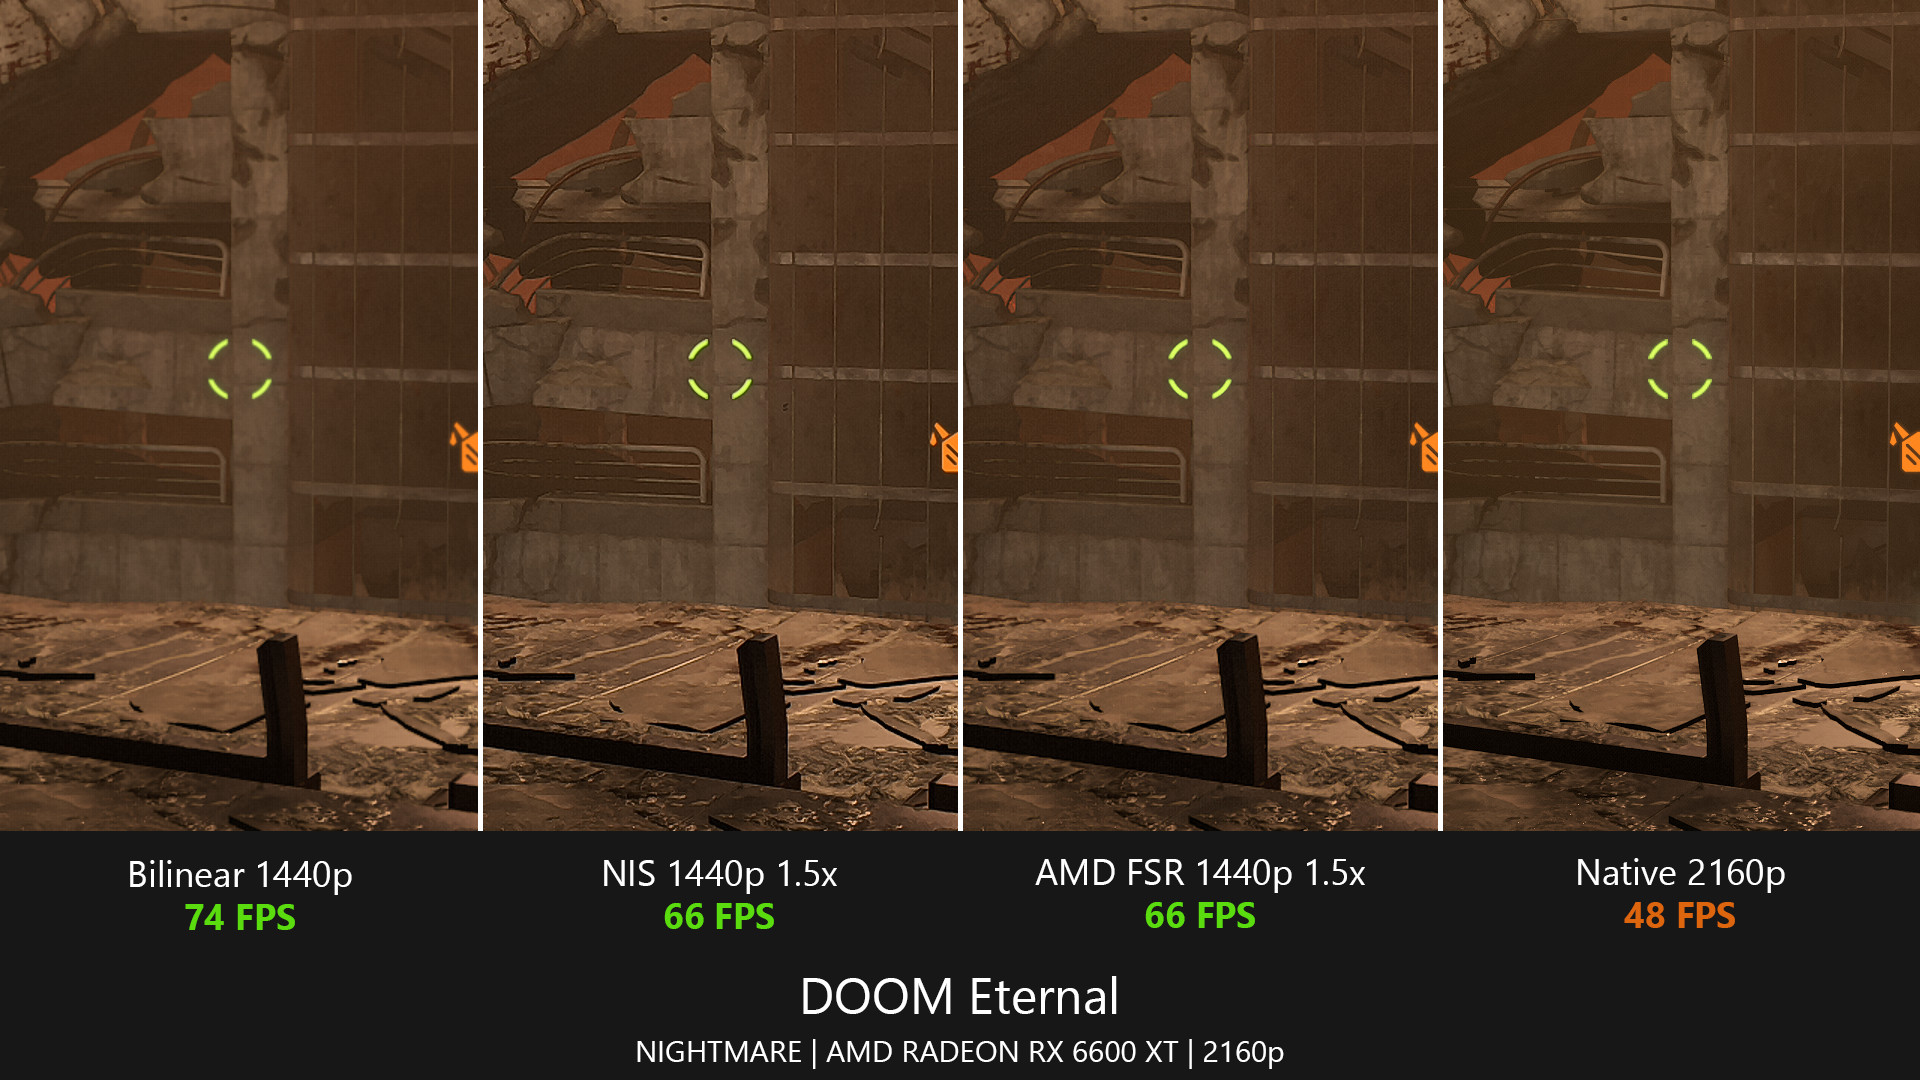 Bilinear 1440p
74 FPS
NIS 1440p 1.5x
66 FPS
AMD FSR 1440p 1.5x
66 FPS
Native 2160p
48 FPS
DOOM Eternal
NIGHTMARE | AMD RADEON RX 6600 XT | 2160p